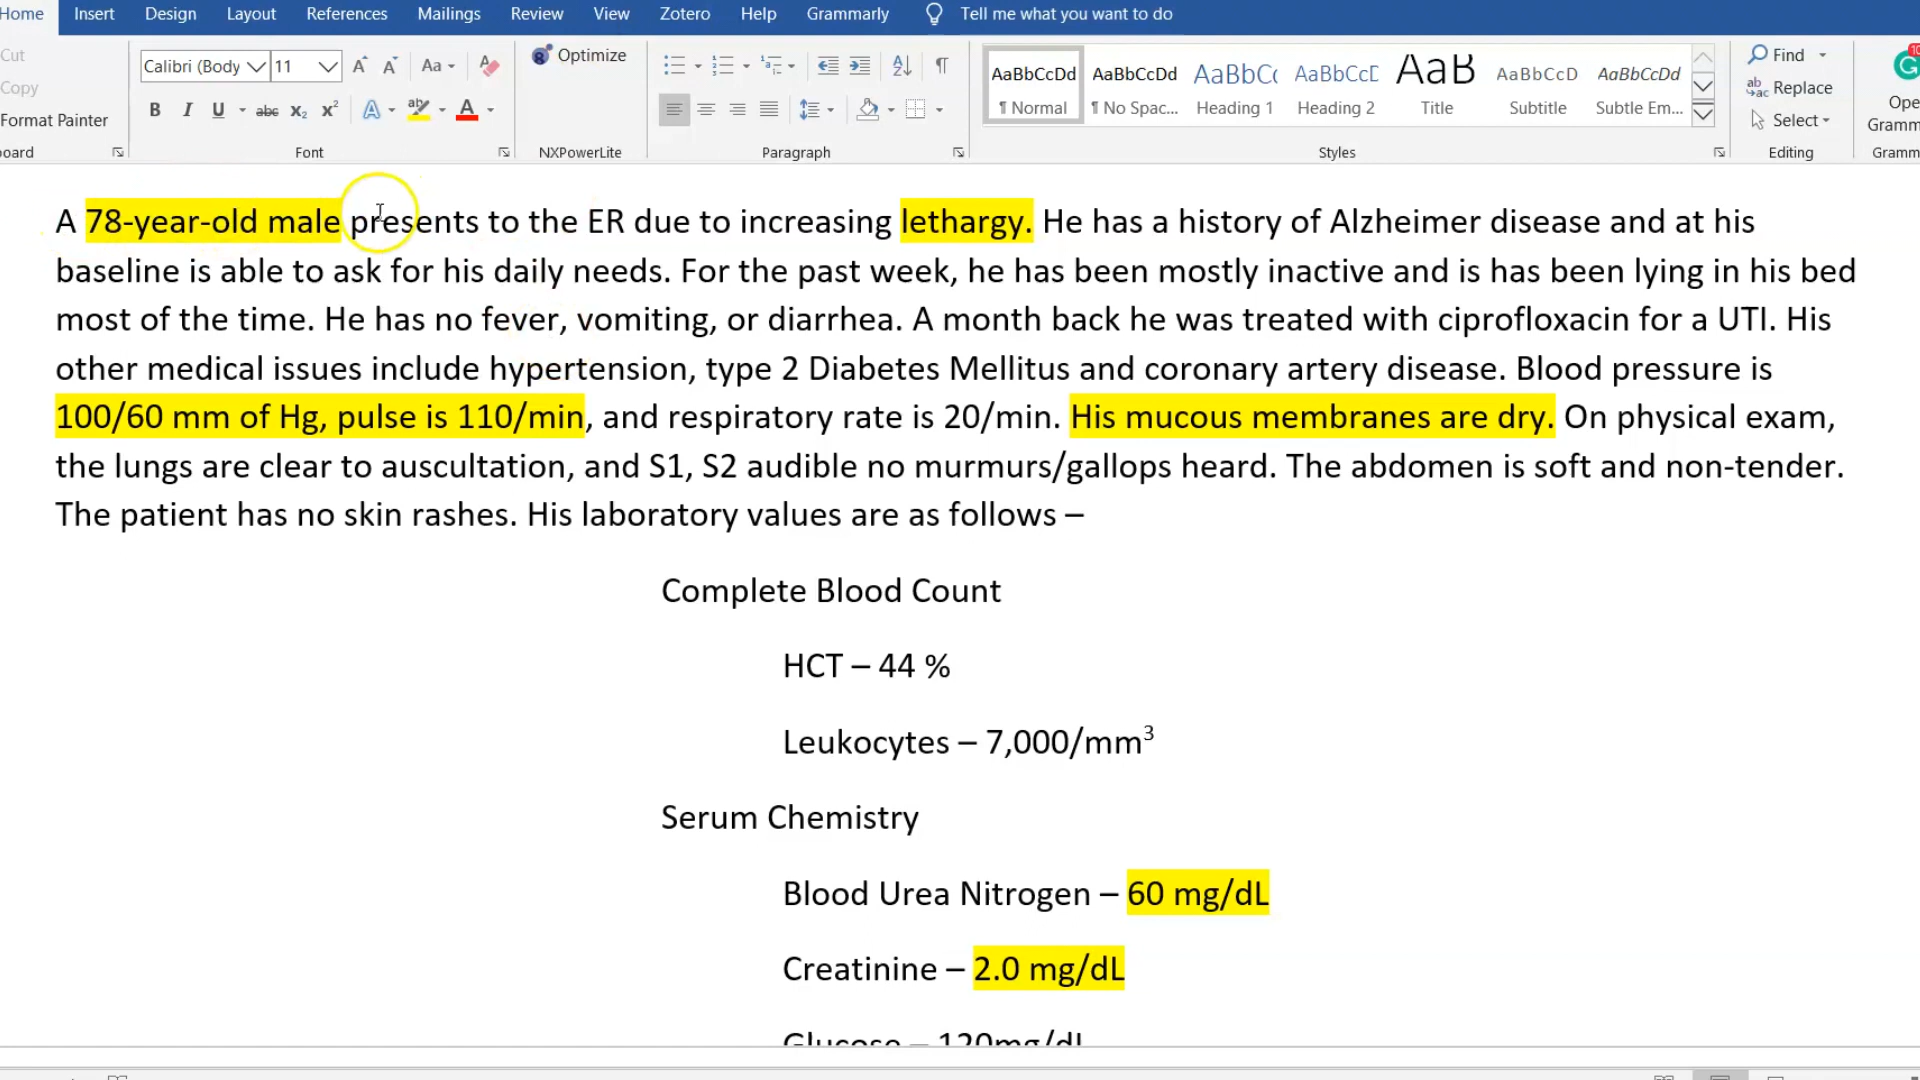 Home Insert Design Layout References Mailings Review View Zotero Help Grammarly Tell me what you want to do
Cut
Copy
Format Painter
Calibri (Body 11 Aa
B I U abc X₂ X² A A
Optimize
AaBbCcDd AaBbCcDd AaBbCc AaBbCcD AaB AaBbCcD AaBbCcDd
¶ Normal ¶ No Spac... Heading 1 Heading 2 Title Subtitle Subtle Em...
Find
Replace
Select
Font NXPowerLite Paragraph Styles Editing
A 78-year-old male presents to the ER due to increasing lethargy. He has a history of Alzheimer disease and at his
baseline is able to ask for his daily needs. For the past week, he has been mostly inactive and is has been lying in his bed
most of the time. He has no fever, vomiting, or diarrhea. A month back he was treated with ciprofloxacin for a UTI. His
other medical issues include hypertension, type 2 Diabetes Mellitus and coronary artery disease. Blood pressure is
100/60 mm of Hg, pulse is 110/min, and respiratory rate is 20/min. His mucous membranes are dry. On physical exam,
the lungs are clear to auscultation, and S1, S2 audible no murmurs/gallops heard. The abdomen is soft and non-tender.
The patient has no skin rashes. His laboratory values are as follows –
Complete Blood Count
HCT – 44 %
Leukocytes – 7,000/mm³
Serum Chemistry
Blood Urea Nitrogen – 60 mg/dL
Creatinine – 2.0 mg/dL
Glucose – 120mg/dL